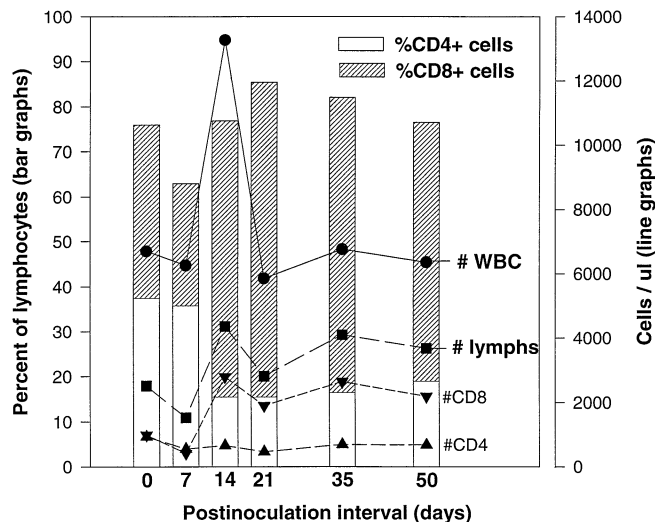 100
90
80
70
60
50
40
30
20
10
0
Percent of lymphocytes (bar graphs)
%CD4+ cells
%CD8+ cells
# WBC
# lymphs
#CD8
#CD4
14000
12000
10000
8000
6000
4000
2000
0
Cells / ul (line graphs)
0 7 14 21 35 50
Postinoculation interval (days)